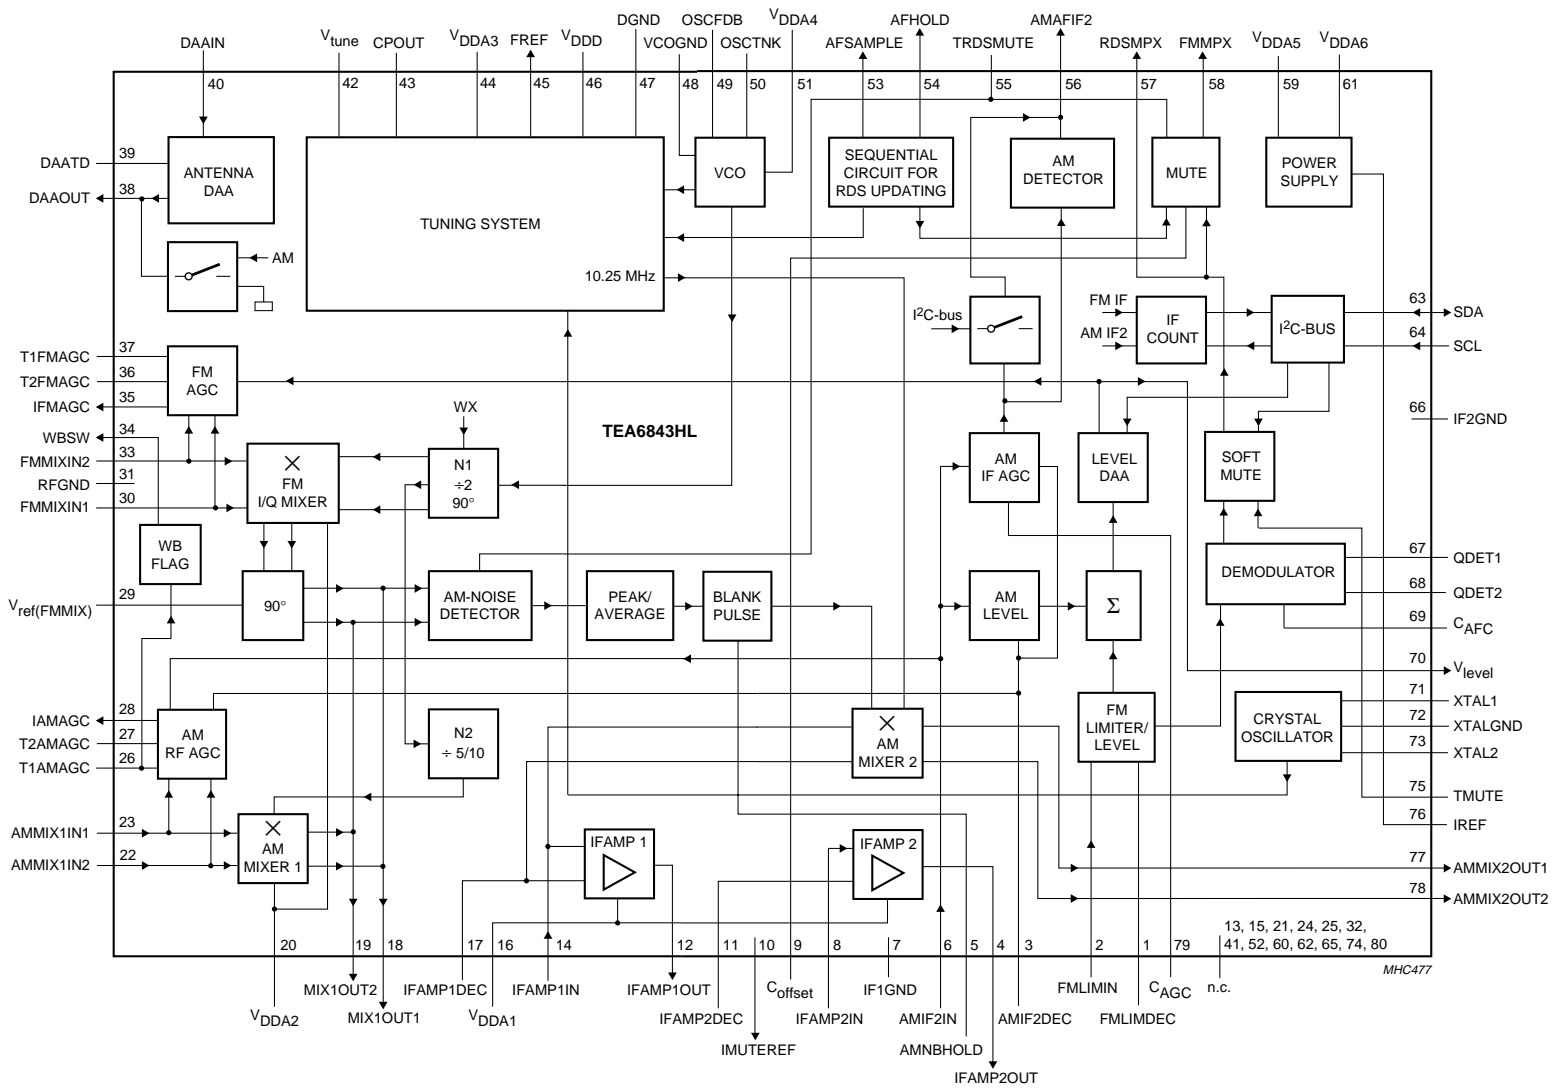 DAAIN
V tune
CPOUT
V DDA3
FREF
V DDD
DGND
VCOGND
OSCFDB
OSCTNK
V DDA4
AFSAMPLE
AFHOLD
TRDSMUTE
AMAFIF2
RDSMPX
FMMPX
V DDA5
V DDA6
40
42
43
44
45
46
47
48
49
50
51
53
54
55
56
57
58
59
61
DAATD
39
DAAOUT
38
ANTENNA
DAA
AM
TUNING SYSTEM
10.25 MHz
VCO
SEQUENTIAL
CIRCUIT FOR
RDS UPDATING
AM
DETECTOR
MUTE
POWER
SUPPLY
I2C-bus
FM IF
AM IF2
IF
COUNT
I2C-BUS
63
SDA
64
SCL
T1FMAGC
37
T2FMAGC
36
IFMAGC
35
FM
AGC
WBSW
34
FMMIXIN2
33
RFGND
31
FMMIXIN1
30
FM
I/Q MIXER
WX
N1
÷2
90°
TEA6843HL
AM
IF AGC
LEVEL
DAA
SOFT
MUTE
66
IF2GND
WB
FLAG
Vref(FMMIX)
29
90°
AM-NOISE
DETECTOR
PEAK/
AVERAGE
BLANK
PULSE
AM
LEVEL
Σ
DEMODULATOR
67
QDET1
68
QDET2
69
CAFC
70
Vlevel
IAMAGC
28
T2AMAGC
27
T1AMAGC
26
AM
RF AGC
N2
÷ 5/10
AM
MIXER 2
FM
LIMITER/
LEVEL
CRYSTAL
OSCILLATOR
71
XTAL1
72
XTALGND
73
XTAL2
75
TMUTE
76
IREF
AMMIX1IN1
23
AMMIX1IN2
22
AM
MIXER 1
IFAMP 1
IFAMP 2
77
AMMIX2OUT1
78
AMMIX2OUT2
20
19
18
17
16
14
12
11
10
9
8
7
6
5
4
3
2
1
79
13, 15, 21, 24, 25, 32,
41, 52, 60, 62, 65, 74, 80
MHC477
MIX1OUT2
IFAMP1DEC
IFAMP1IN
IFAMP1OUT
Coffset
IF1GND
FMLIMIN
CAGC
n.c.
VDDA2
MIX1OUT1
VDDA1
IFAMP2DEC
IFAMP2IN
AMIF2IN
AMIF2DEC
FMLIMDEC
IMUTEREF
AMNBHOLD
IFAMP2OUT